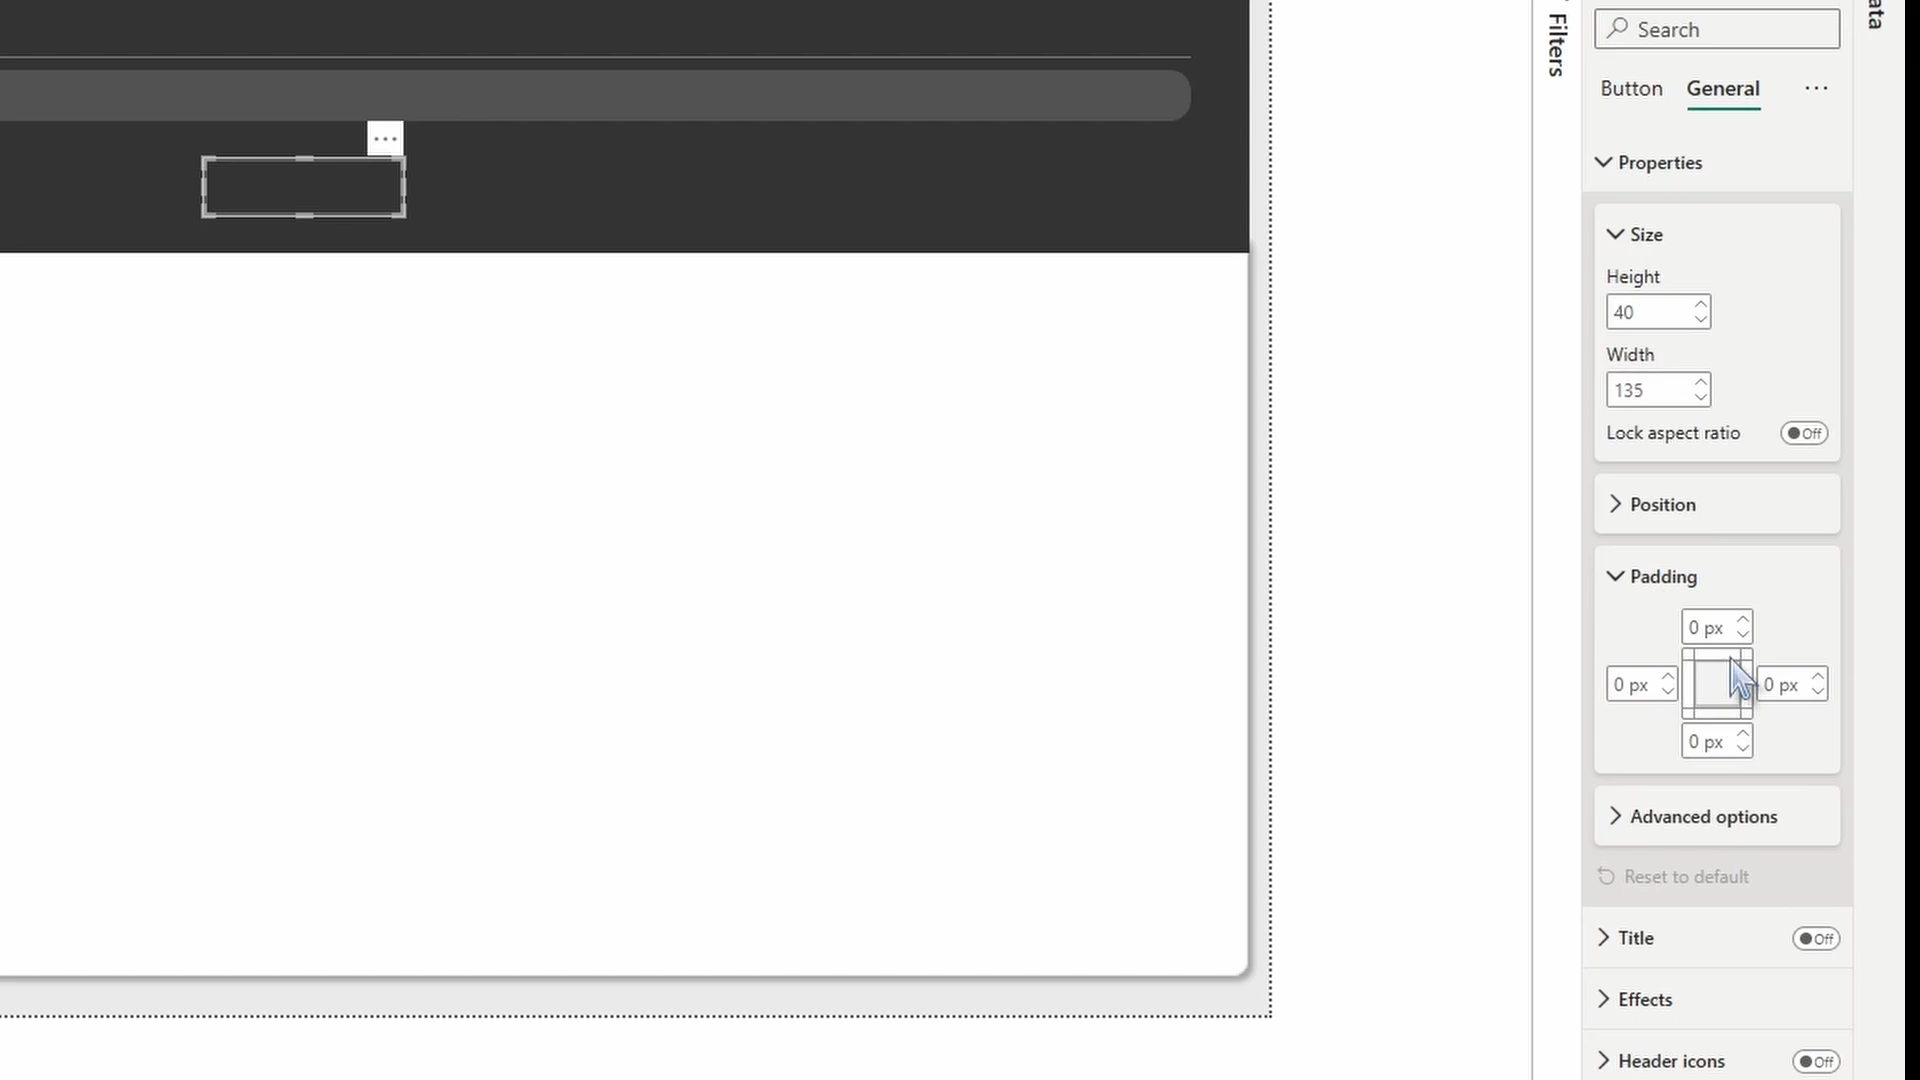 Filters
Search
ata
Button General ...
Properties
Size
Height
40
Width
135
Lock aspect ratio Off
Position
Padding
0 px
0 px 0 px
0 px
Advanced options
Reset to default
Title Off
Effects
Header icons Off